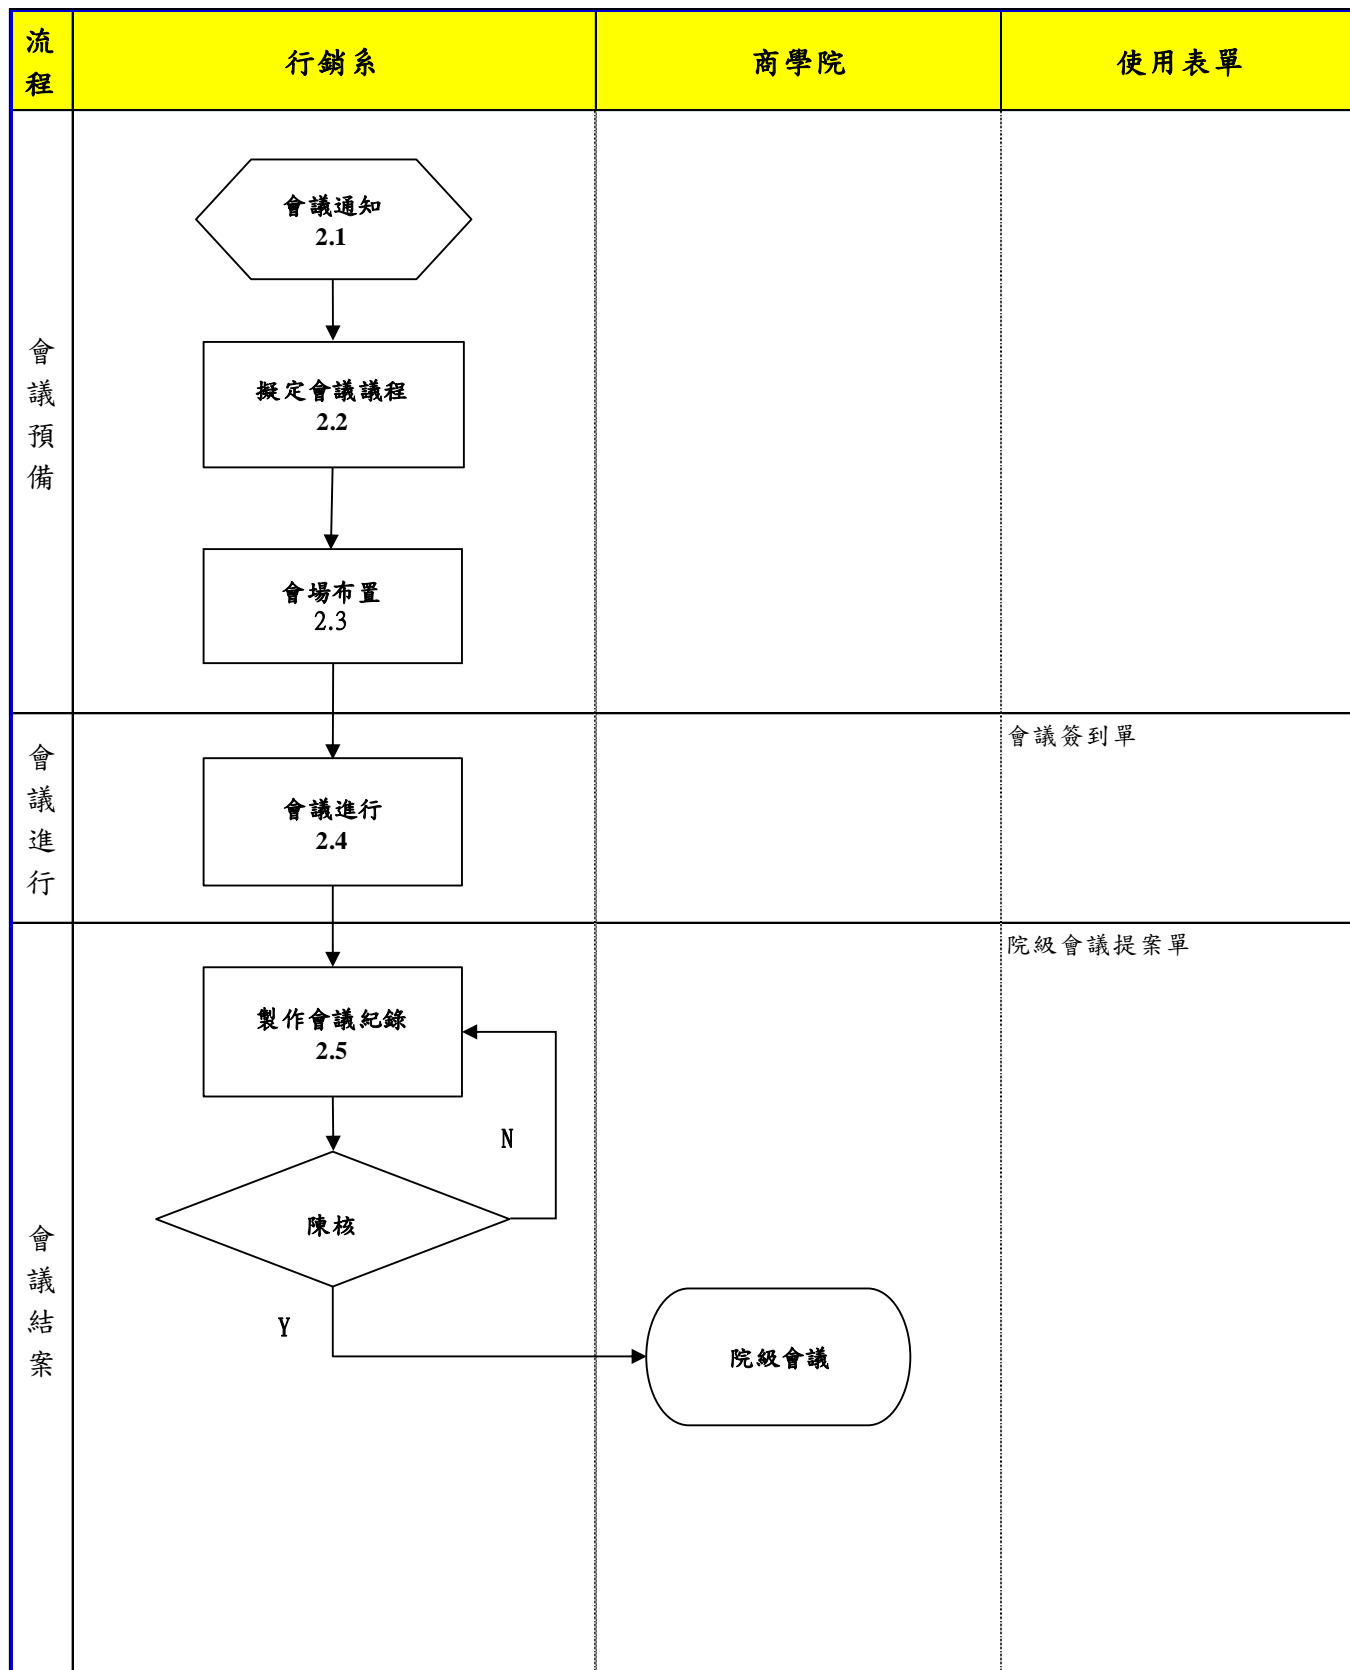 流
程
行銷系
商學院
使用表單
會
議
預
備
會議通知
2.1
擬定會議議程
2.2
會場布置
2.3
會
議
進
行
會議進行
2.4
會議簽到單
會
議
結
案
製作會議紀錄
2.5
N
陳核
Y
院級會議
院級會議提案單